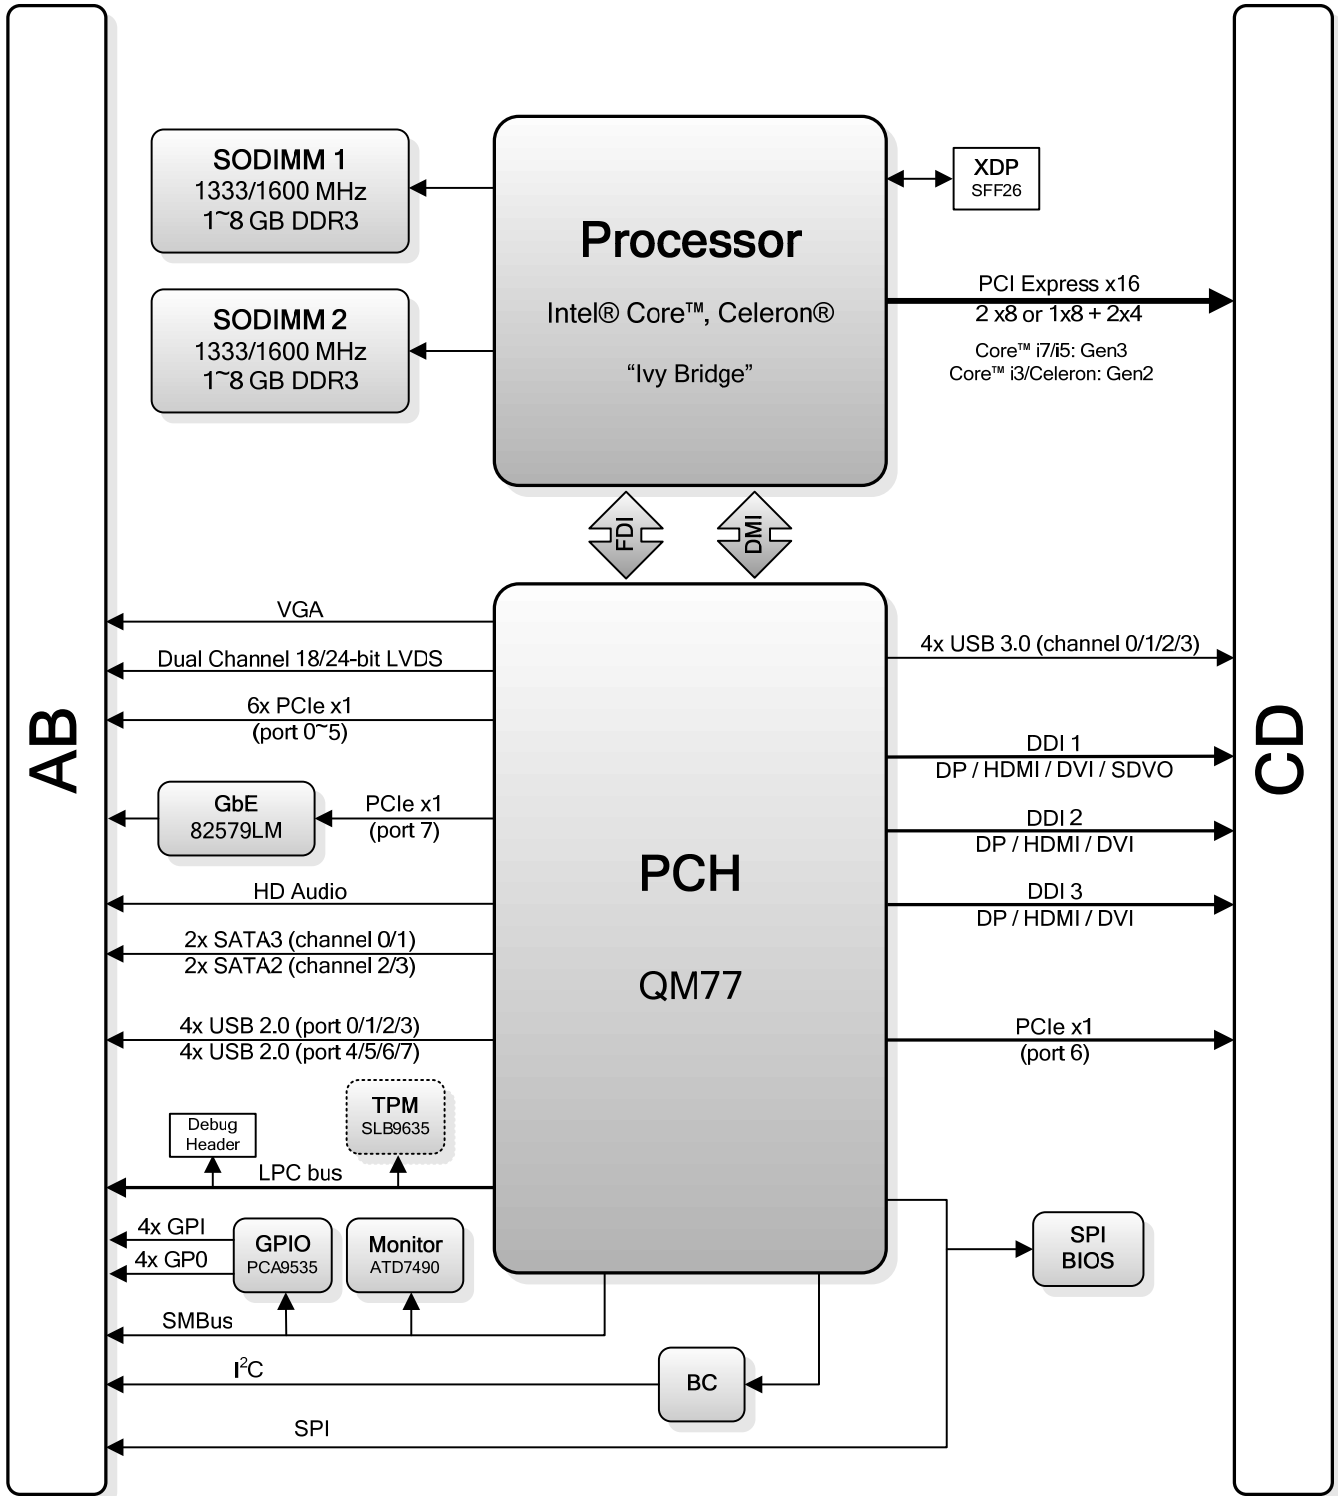 AB
SODIMM 1
1333/1600 MHz
1~8 GB DDR3
SODIMM 2
1333/1600 MHz
1~8 GB DDR3
Processor
Intel® Core™, Celeron®
“Ivy Bridge”
XDP
SFF26
PCI Express x16
2 x8 or 1x8 + 2x4
Core™ i7/i5: Gen3
Core™ i3/Celeron: Gen2
FDI
DMI
VGA
Dual Channel 18/24-bit LVDS
6x PCIe x1
(port 0~5)
GbE
82579LM
PCIe x1
(port 7)
HD Audio
2x SATA3 (channel 0/1)
2x SATA2 (channel 2/3)
4x USB 2.0 (port 0/1/2/3)
4x USB 2.0 (port 4/5/6/7)
Debug
Header
TPM
SLB9635
LPC bus
4x GPI
4x GP0
GPIO
PCA9535
Monitor
ATD7490
SMBus
I²C
BC
SPI
PCH
QM77
4x USB 3.0 (channel 0/1/2/3)
DDI 1
DP / HDMI / DVI / SDVO
DDI 2
DP / HDMI / DVI
DDI 3
DP / HDMI / DVI
PCIe x1
(port 6)
SPI
BIOS
CD